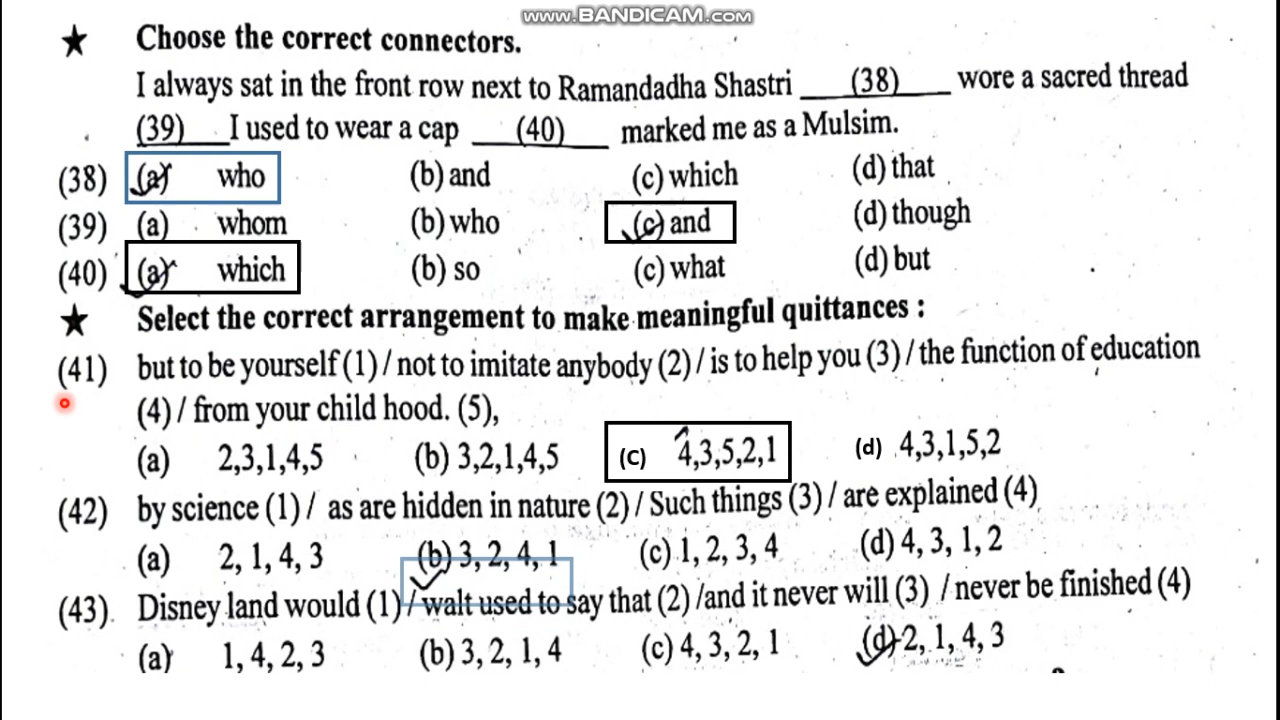 www.BANDICAM.com
★ Choose the correct connectors.
I always sat in the front row next to Ramandadha Shastri ____(38)____ wore a sacred thread
(39)____ I used to wear a cap ____(40)____ marked me as a Mulsim.
(38) (a) who (b) and (c) which (d) that
(39) (a) whom (b) who (c) and (d) though
(40) (a) which (b) so (c) what (d) but
★ Select the correct arrangement to make meaningful quittances :
(41) but to be yourself (1) / not to imitate anybody (2) / is to help you (3) / the function of education
(4) / from your child hood. (5),
(a) 2,3,1,4,5 (b) 3,2,1,4,5 (C) 4,3,5,2,1 (d) 4,3,1,5,2
(42) by science (1) / as are hidden in nature (2) / Such things (3) / are explained (4)
(a) 2, 1, 4, 3 (b) 3, 2, 4, 1 (c) 1, 2, 3, 4 (d) 4, 3, 1, 2
(43). Disney land would (1) / walt used to say that (2) /and it never will (3) / never be finished (4)
(a) 1, 4, 2, 3 (b) 3, 2, 1, 4 (c) 4, 3, 2, 1 (d) 2, 1, 4, 3